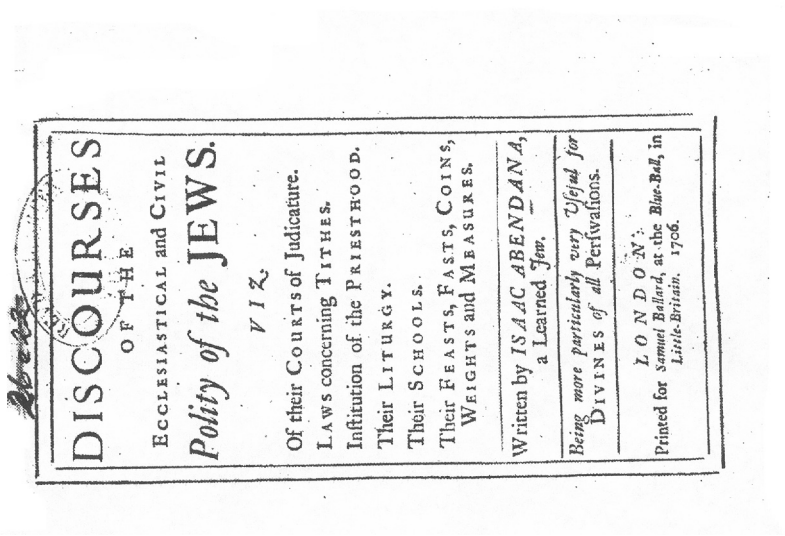 DISCOURSES
OF THE
ECCLESIASTICAL and CIVIL
Polity of the JEWS.
VIZ.
Of their COURTS of Judicature.
LAWS concerning TITHES.
Inſtitution of the PRIESTHOOD.
Their LITURGY.
Their SCHOOLS.
Their FEASTS, FASTS, COINS,
WEIGHTS and MEASURES.
Written by ISAAC ABENDANA,
a Learned Jew.
Being more particularly very Uſeful for
DIVINES of all Perſwaſions.
LONDON:
Printed for Samuel Ballard, at the Blue-Ball, in
Little-Britain. 1706.